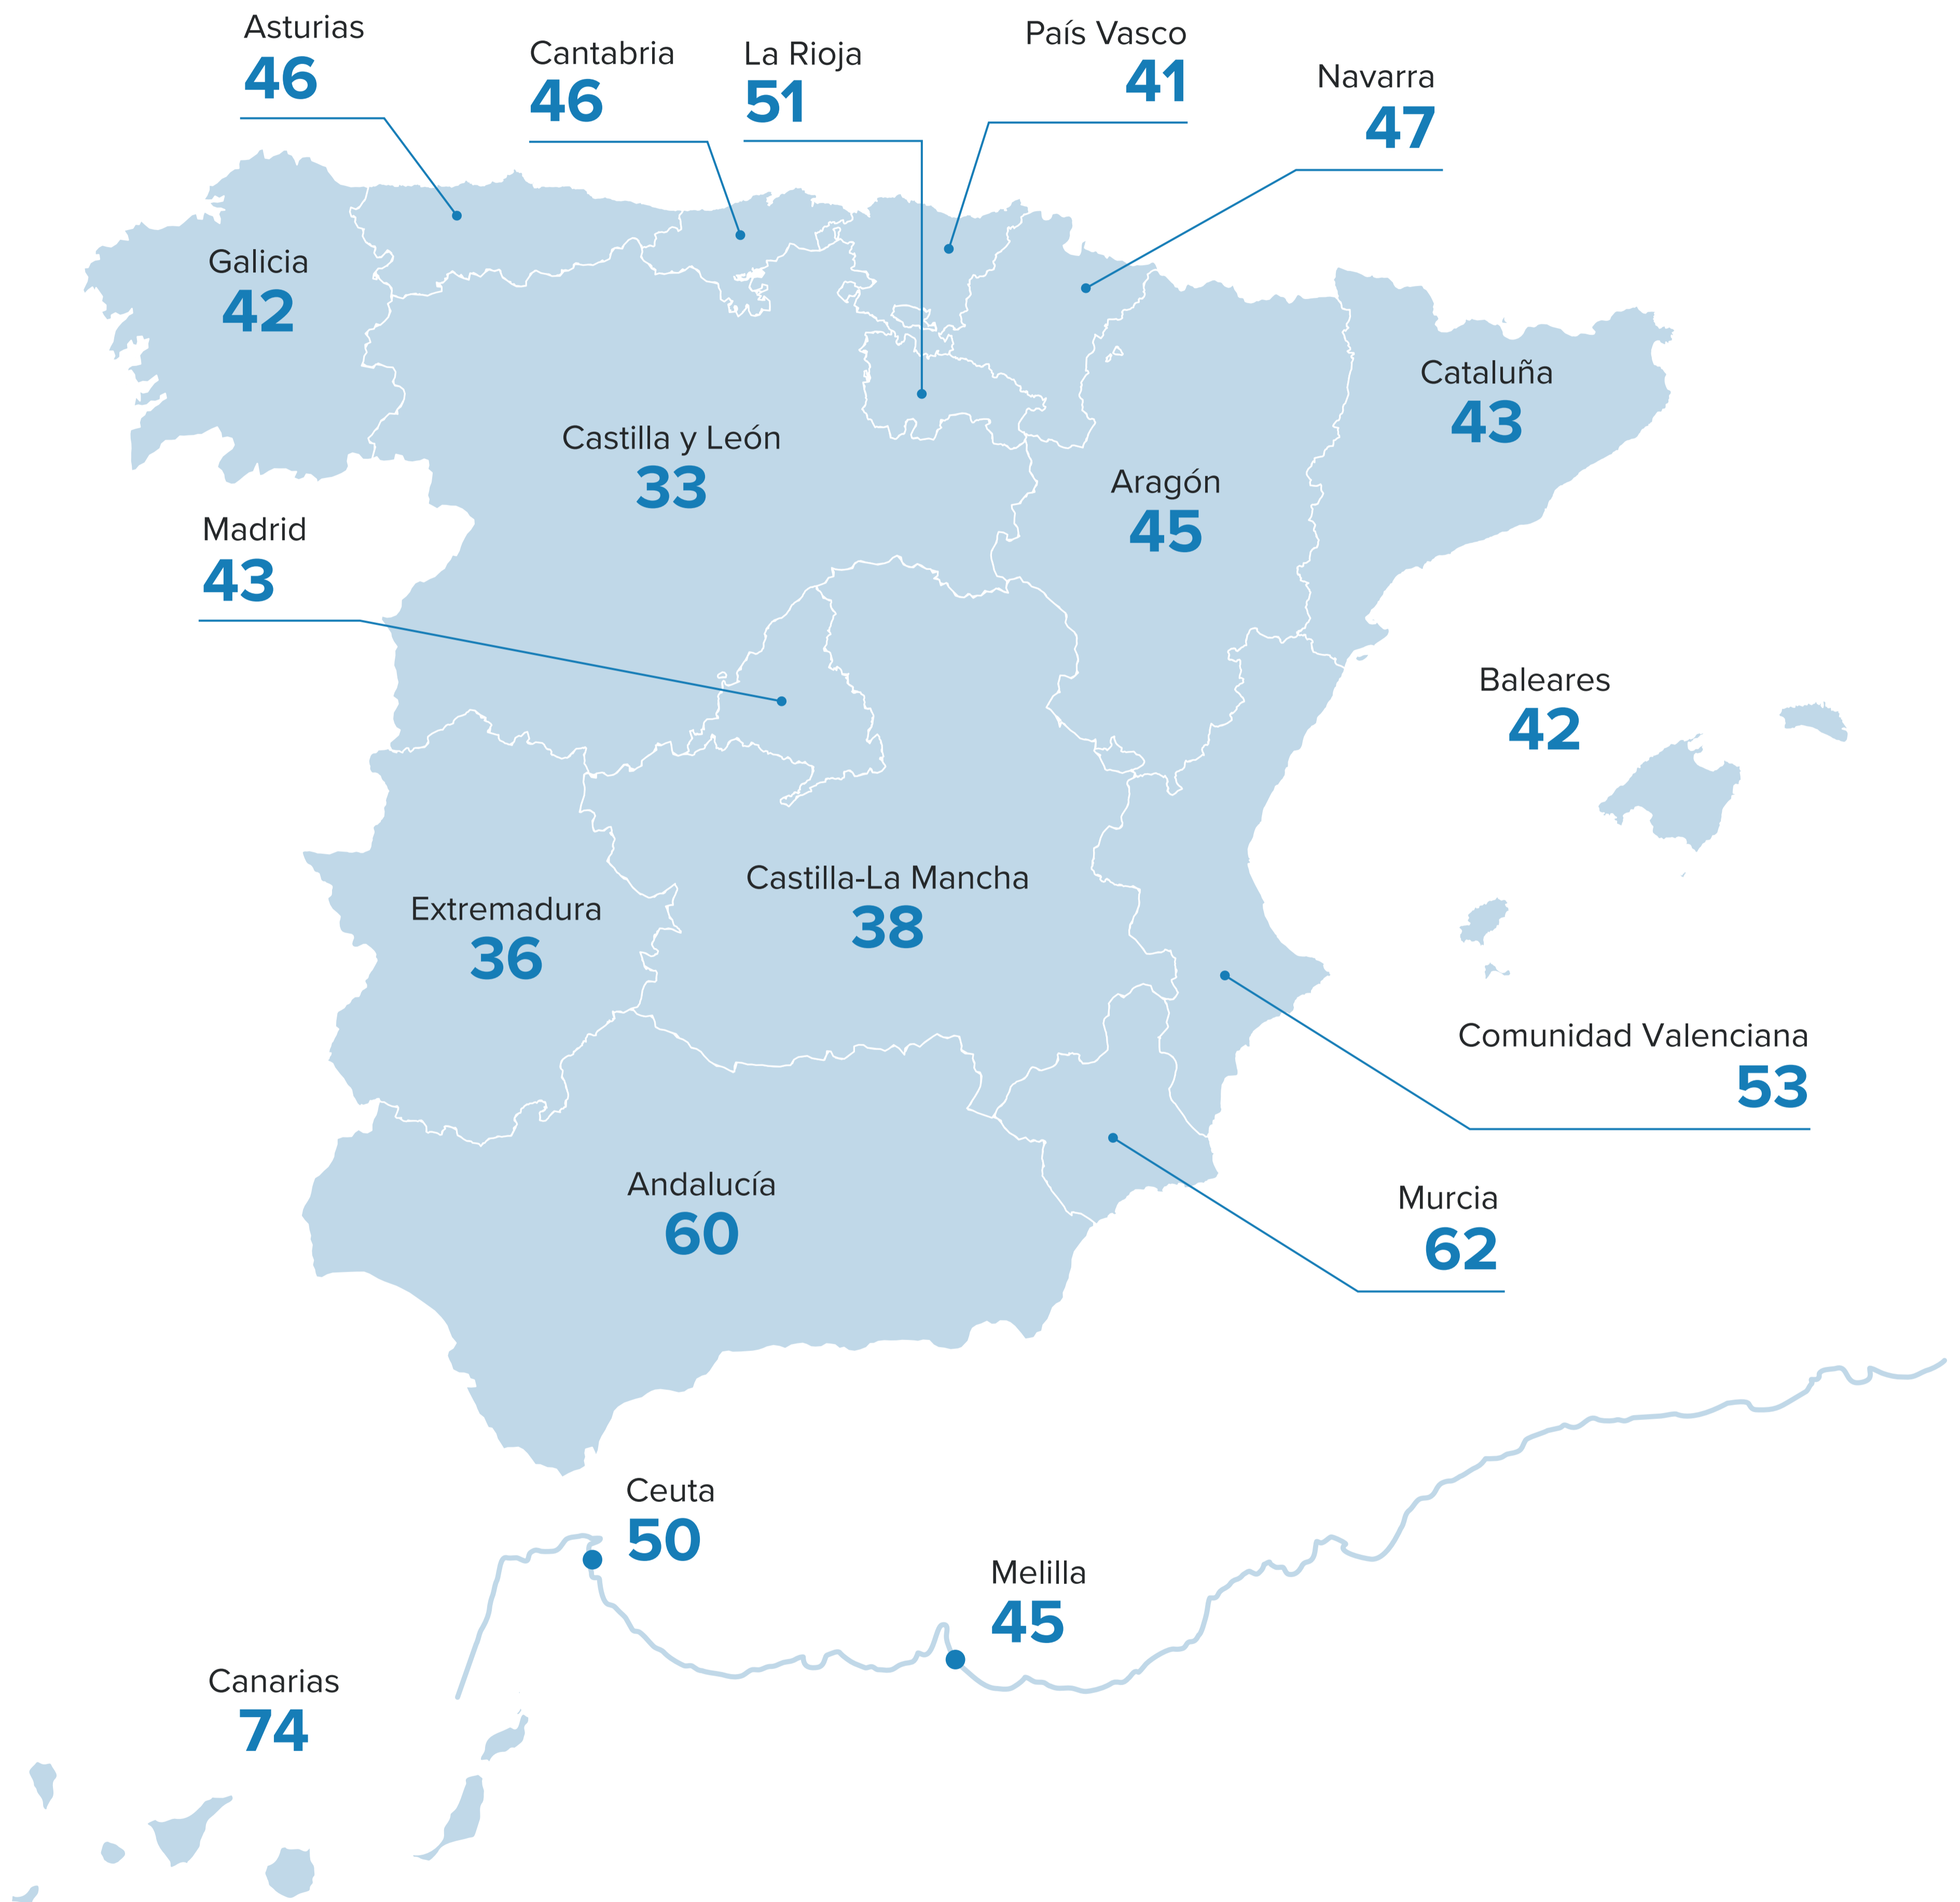 Asturias
46
Cantabria
46
La Rioja
51
País Vasco
41
Navarra
47
Galicia
42
Cataluña
43
Castilla y León
33
Aragón
45
Madrid
43
Baleares
42
Castilla-La Mancha
38
Extremadura
36
Comunidad Valenciana
53
Andalucía
60
Murcia
62
Ceuta
50
Melilla
45
Canarias
74